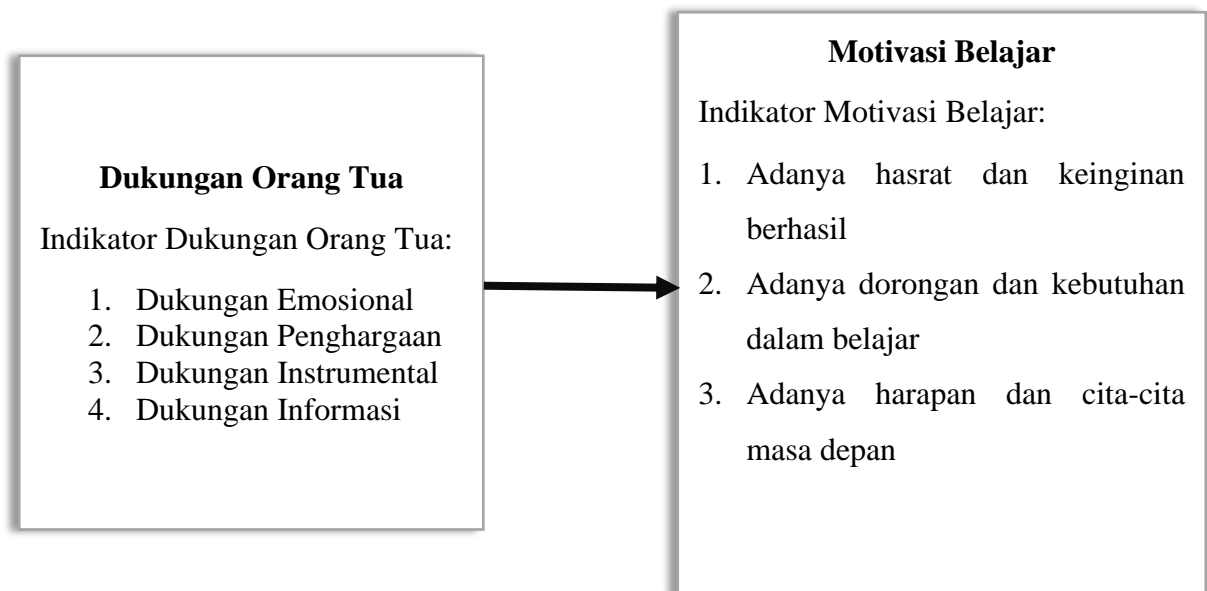 Dukungan Orang Tua
Indikator Dukungan Orang Tua:
1. Dukungan Emosional
2. Dukungan Penghargaan
3. Dukungan Instrumental
4. Dukungan Informasi
Motivasi Belajar
Indikator Motivasi Belajar:
1. Adanya hasrat dan keinginan
berhasil
2. Adanya dorongan dan kebutuhan
dalam belajar
3. Adanya harapan dan cita-cita
masa depan